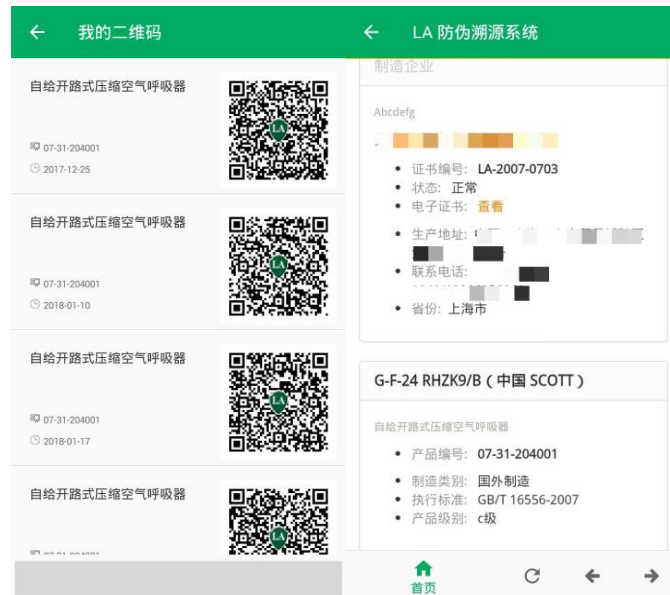 我的二维码
自给开路式压缩空气呼吸器
07-31-204001
2017-12-25
自给开路式压缩空气呼吸器
07-31-204001
2018-01-10
自给开路式压缩空气呼吸器
07-31-204001
2018-01-17
自给开路式压缩空气呼吸器
LA
LA
LA
LA
LA 防伪溯源系统
制造企业
Abcdefg
证书编号: LA-2007-0703
状态: 正常
电子证书: 查看
生产地址:
联系电话:
省份: 上海市
G-F-24 RHZK9/B ( 中国 SCOTT )
自给开路式压缩空气呼吸器
产品编号: 07-31-204001
制造类别: 国外制造
执行标准: GB/T 16556-2007
产品级别: c级
首页